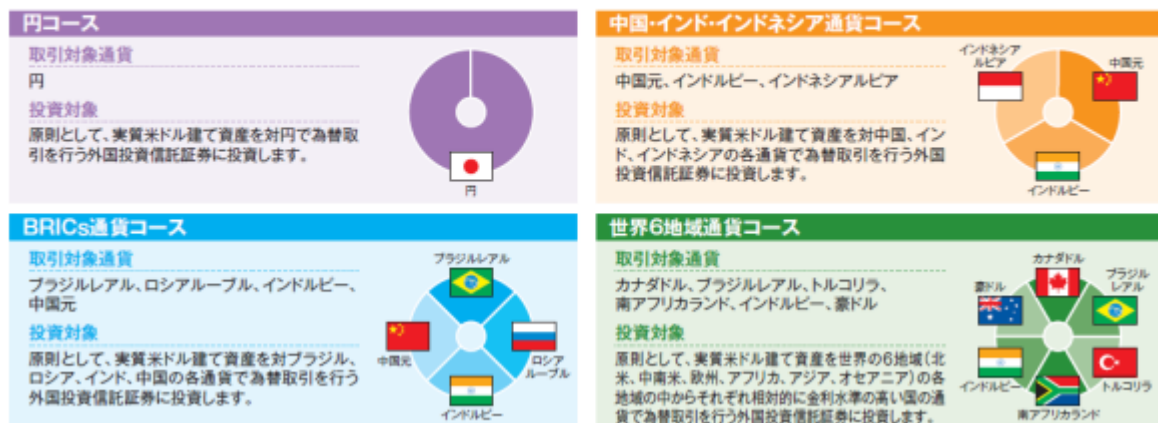 円コース
取引対象通貨
円
投資対象
原則として、実質米ドル建て資産を対円で為替取
引を行う外国投資信託証券に投資します。
円
中国・インド・インドネシア通貨コース
取引対象通貨
中国元、インドルピー、インドネシアルピア
投資対象
原則として、実質米ドル建て資産を対中国、イン
ド、インドネシアの各通貨で為替取引を行う外国
投資信託証券に投資します。
インドネシア
ルピア
中国元
インドルピー
BRICs通貨コース
取引対象通貨
ブラジルレアル、ロシアルーブル、インドルピー、
中国元
投資対象
原則として、実質米ドル建て資産を対ブラジル、
ロシア、インド、中国の各通貨で為替取引を行う
外国投資信託証券に投資します。
ブラジルレアル
中国元
ロシア
ルーブル
インドルピー
世界6地域通貨コース
取引対象通貨
カナダドル、ブラジルレアル、トルコリラ、
南アフリカランド、インドルピー、豪ドル
投資対象
原則として、実質米ドル建て資産を世界の6地域(北
米、中南米、欧州、アフリカ、アジア、オセアニア)の各
地域の中からそれぞれ相対的に金利水準の高い国の通
貨で為替取引を行う外国投資信託証券に投資します。
カナダドル
ブラジル
レアル
豪ドル
インドルピー
トルコリラ
南アフリカランド